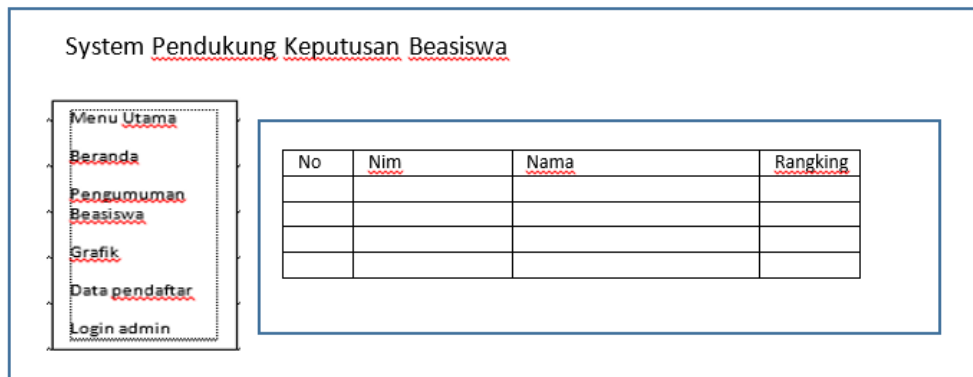 System Pendukung Keputusan Beasiswa
Menu Utama
Beranda
Pengumuman
Beasiswa
Grafik
Data pendaftar
Login admin
No Nim Nama Rangking